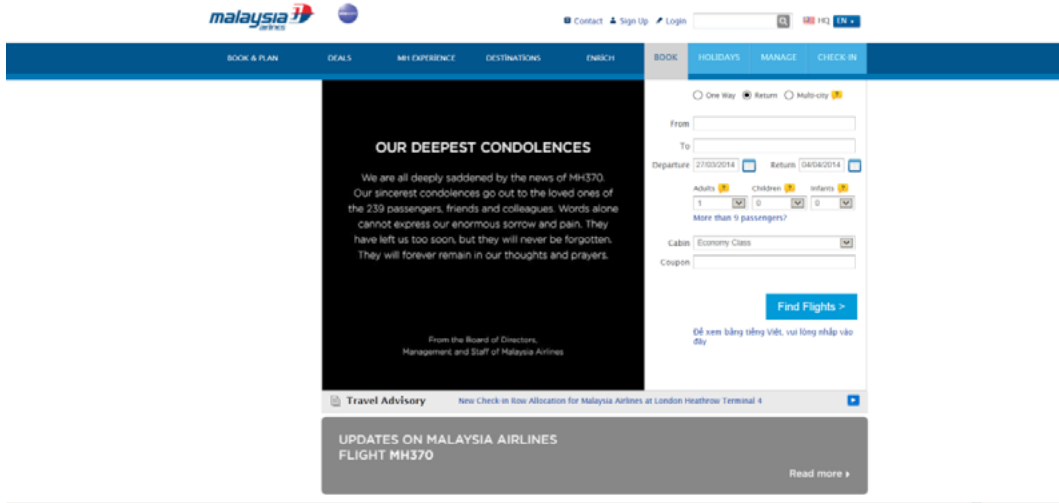 malaysia
airlines
Contact Sign Up Login
HQ EN
BOOK & PLAN DEALS MH EXPERIENCE DESTINATIONS ENRICH BOOK HOLIDAYS MANAGE CHECK-IN
One Way Return Multi-city ?
From
To
Departure 27/03/2014 Return 04/04/2014
Adults ? Children ? Infants ?
1 0 0
More than 9 passengers?
Cabin Economy Class
Coupon
Find Flights >
Để xem bằng tiếng Việt, vui lòng nhấp vào
đây
OUR DEEPEST CONDOLENCES
We are all deeply saddened by the news of MH370.
Our sincerest condolences go out to the loved ones of
the 239 passengers, friends and colleagues. Words alone
cannot express our enormous sorrow and pain. They
have left us too soon, but they will never be forgotten.
They will forever remain in our thoughts and prayers.
From the Board of Directors,
Management and Staff of Malaysia Airlines
Travel Advisory New Check-in Row Allocation for Malaysia Airlines at London Heathrow Terminal 4
UPDATES ON MALAYSIA AIRLINES
FLIGHT MH370
Read more